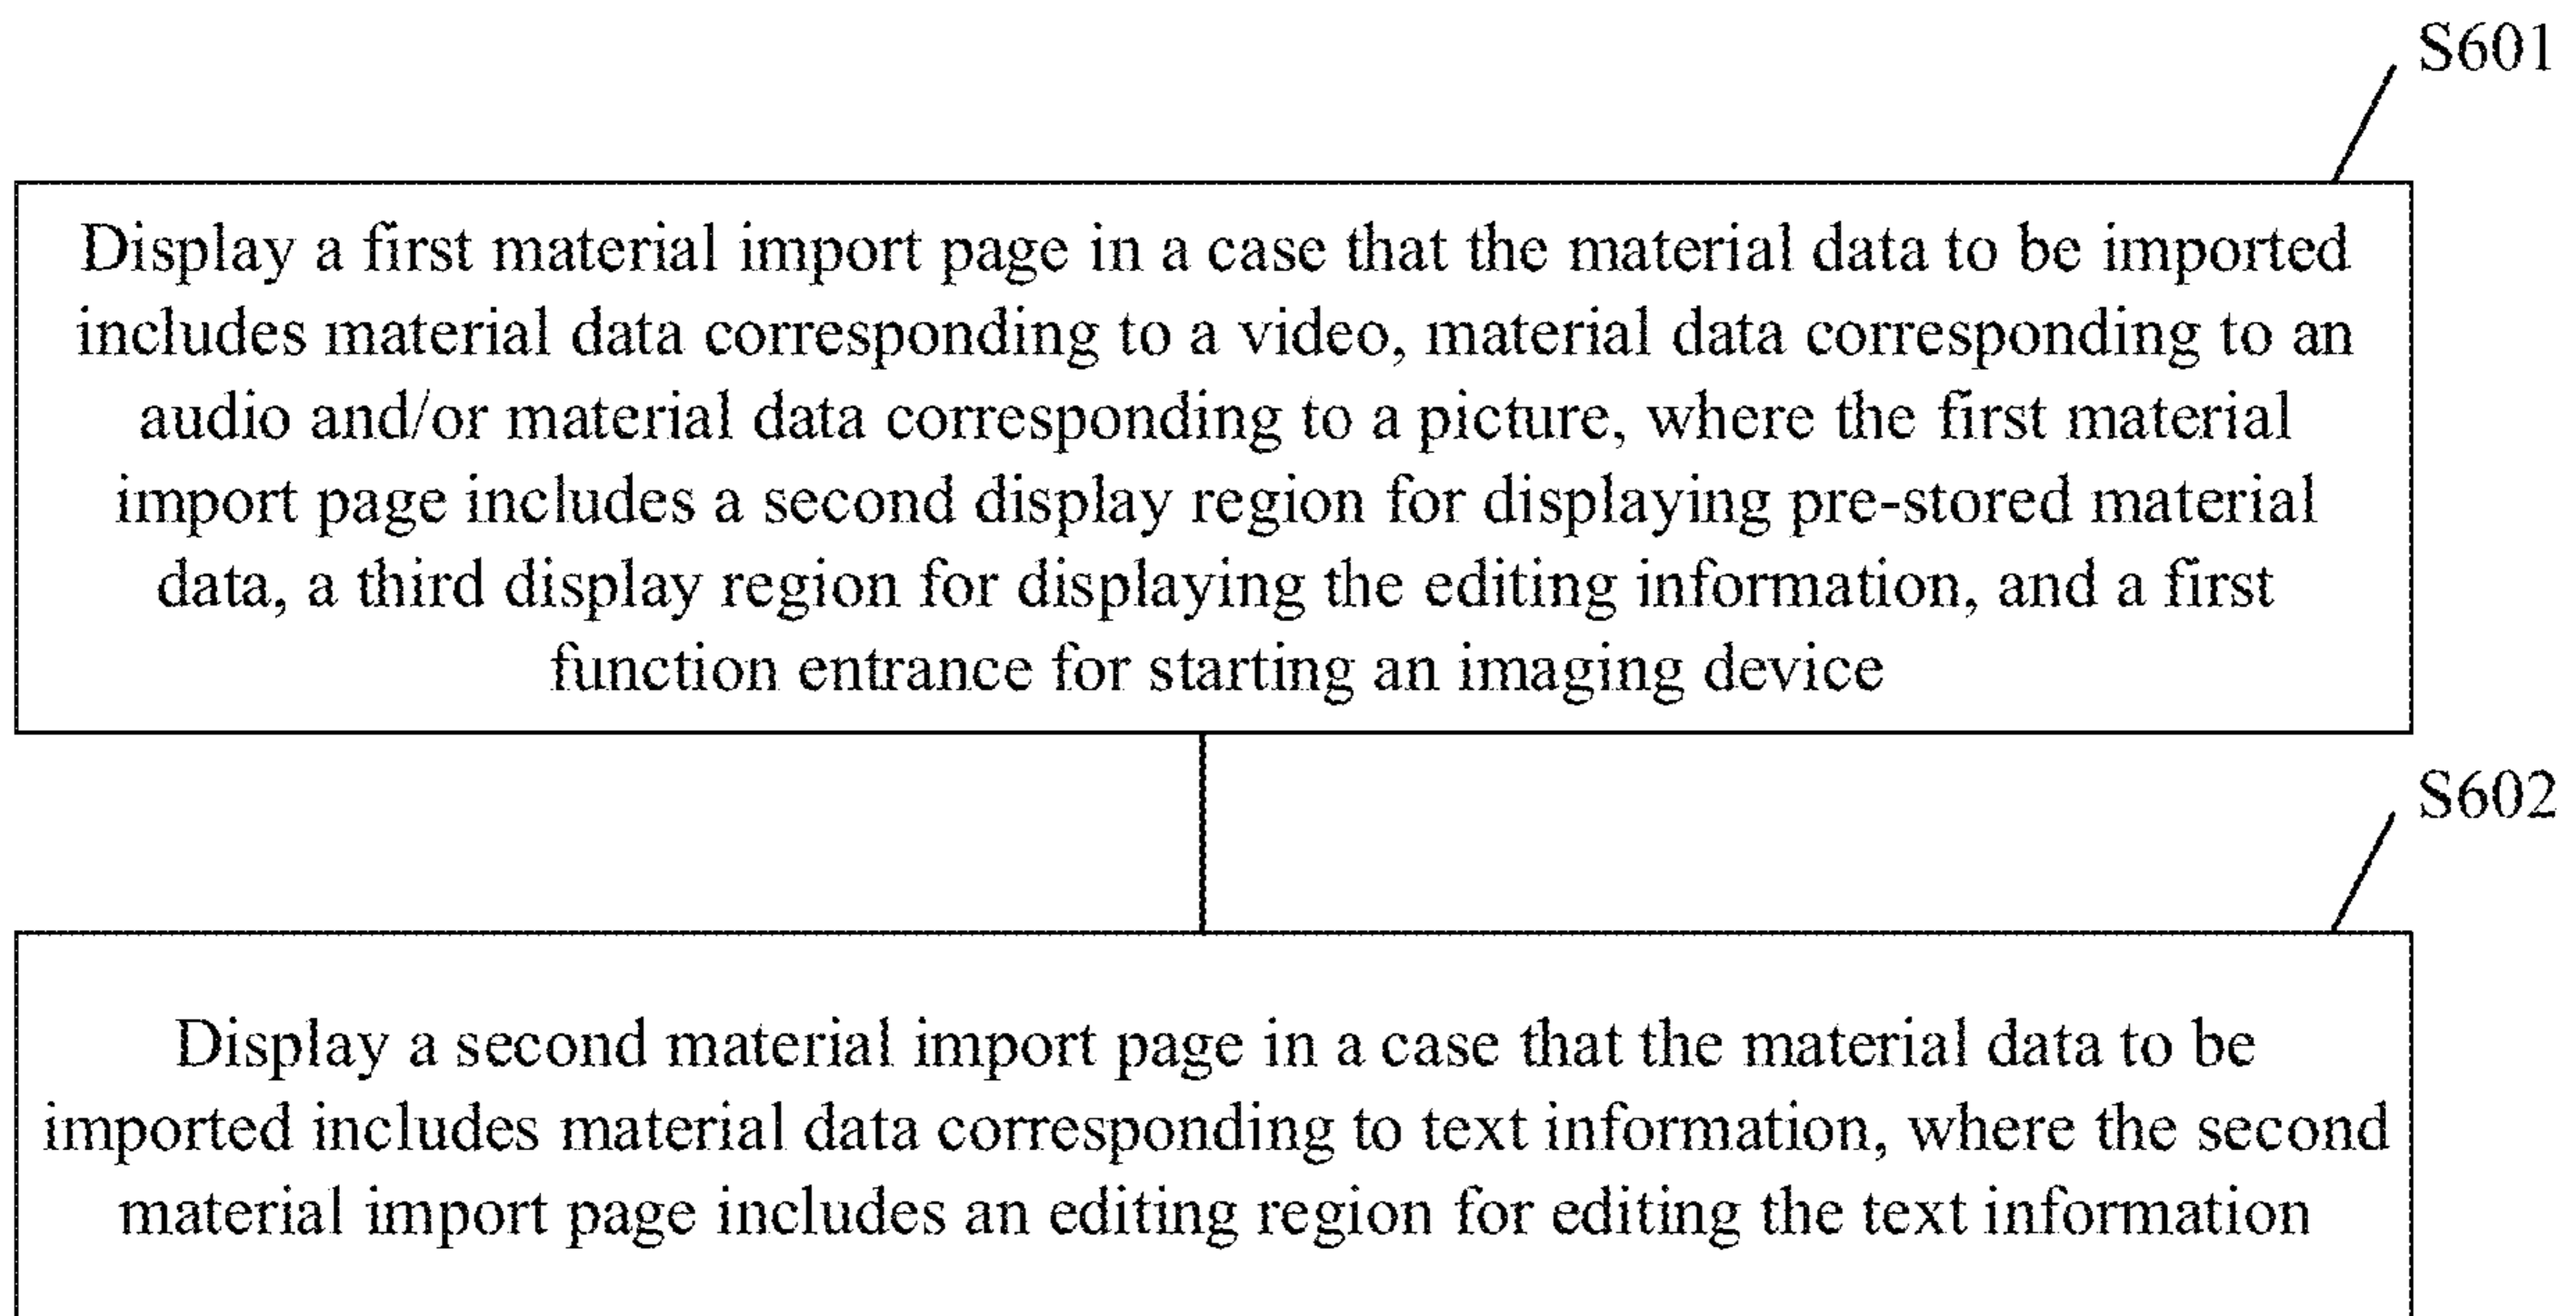 S601
Display a first material import page in a case that the material data to be imported
includes material data corresponding to a video, material data corresponding to an
audio and/or material data corresponding to a picture, where the first material
import page includes a second display region for displaying pre-stored material
data, a third display region for displaying the editing information, and a first
function entrance for starting an imaging device
S602
Display a second material import page in a case that the material data to be
imported includes material data corresponding to text information, where the second
material import page includes an editing region for editing the text information